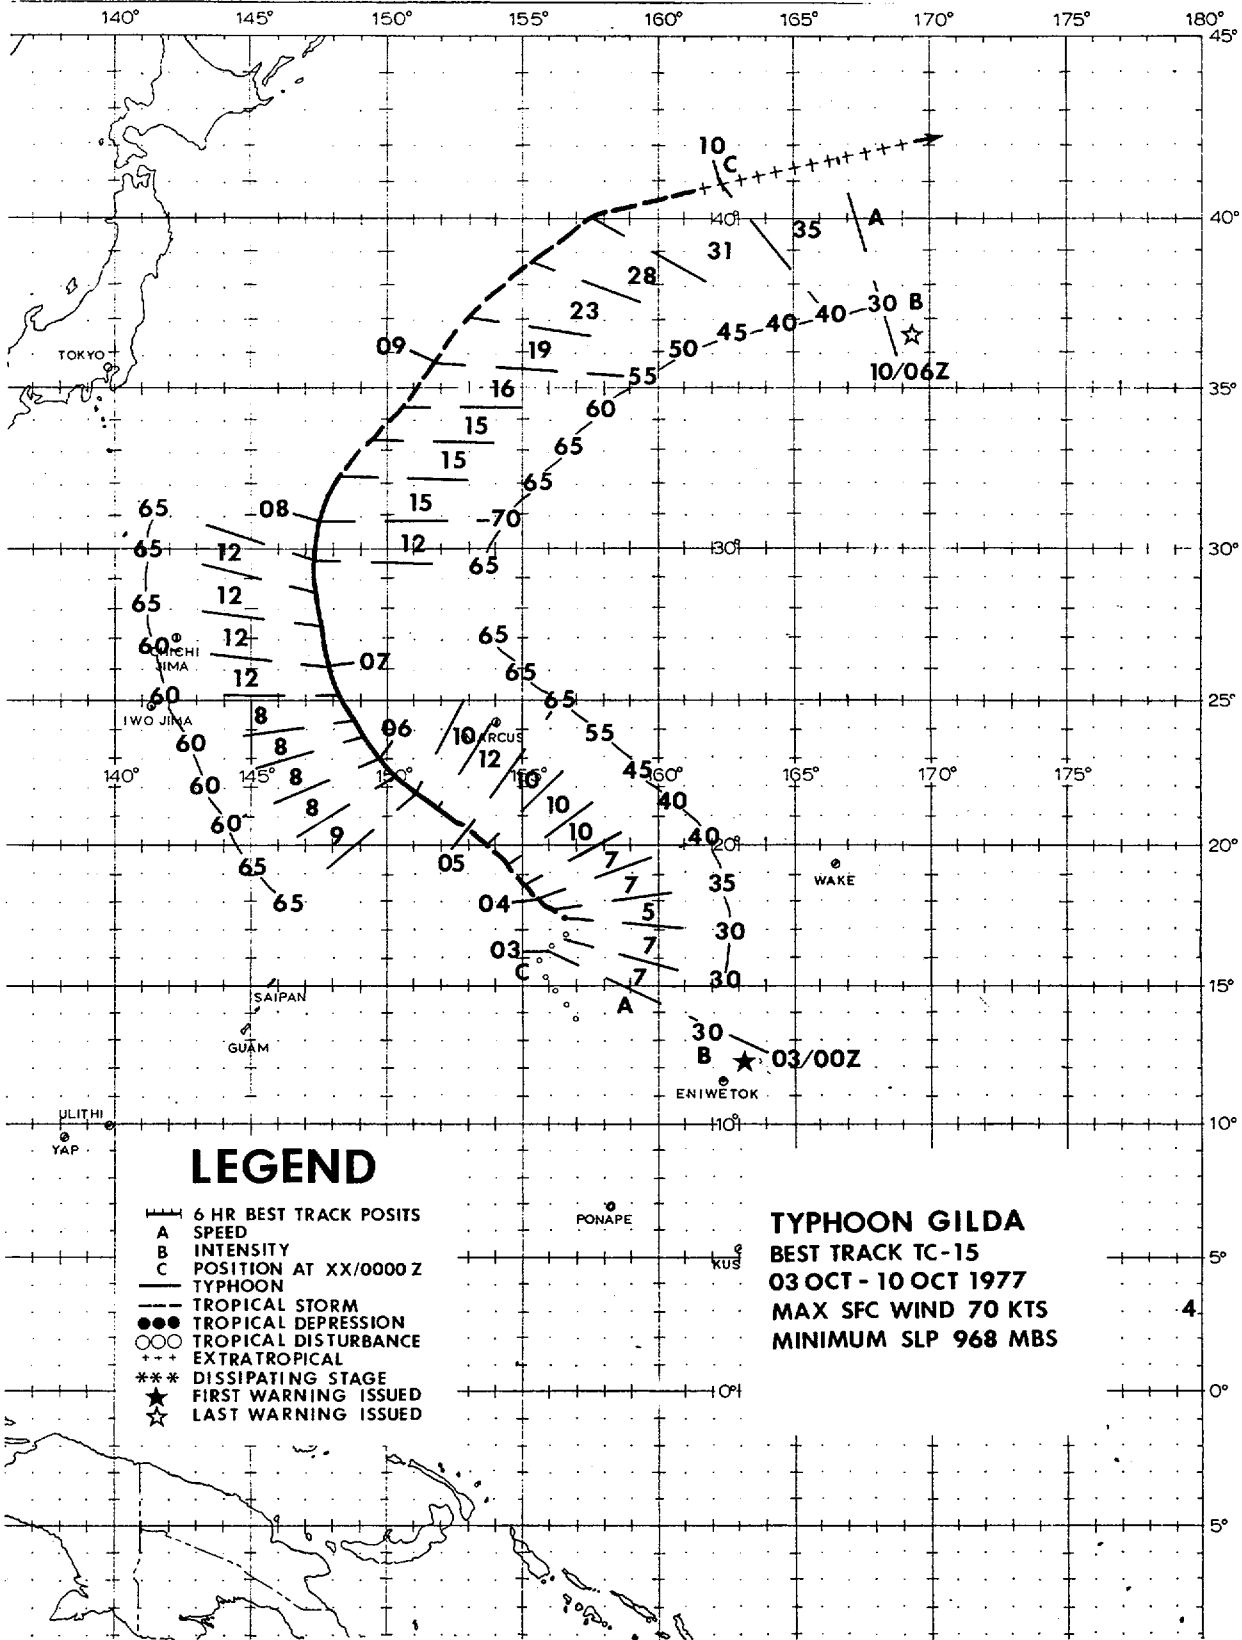 140° 145° 150° 155° 160° 165° 170° 180°
45°
10
C
40°
40°
35
A
31
28
30 B
23
40
40
45
09
19
50
10/06Z
TOKYO
55
16
35°
60
15
65
15
65
65
08
15
70
12
65
12
30°
30°
65
12
65
65
12
60
CHICHI
JIMA
07
65
12
60
65
25°
IWO JIMA
8
06
10
MARCUS
55
60
8
12
45
140° 145° 150° 155° 160° 165° 170° 175°
8
10
60
40
10
8
60
9
10
40
05
20°
20°
65
7
WAKE
7
35
65
04
5
30
03
7
C
7
30
15°
SAIPAN
A
30
GUAM
B
03/00Z
ENIWETOK
ULITHI
10°
10°
YAP
LEGEND
6 HR BEST TRACK POSITS
A SPEED
B INTENSITY
C POSITION AT XX/0000 Z
TYPHOON
TROPICAL STORM
TROPICAL DEPRESSION
TROPICAL DISTURBANCE
+++ EXTRATROPICAL
*** DISSIPATING STAGE
★ FIRST WARNING ISSUED
☆ LAST WARNING ISSUED
PONAPE
KUS
5°
TYPHOON GILDA
BEST TRACK TC-15
03 OCT - 10 OCT 1977
MAX SFC WIND 70 KTS
MINIMUM SLP 968 MBS
4
0°
0°
5°